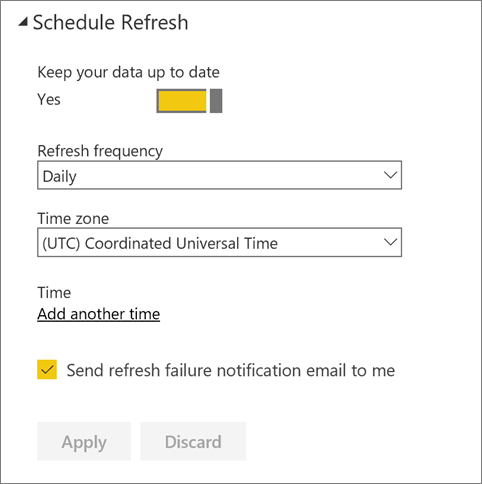 Schedule Refresh
Keep your data up to date
Yes
Refresh frequency
Daily
Time zone
(UTC) Coordinated Universal Time
Time
Add another time
Send refresh failure notification email to me
Apply Discard